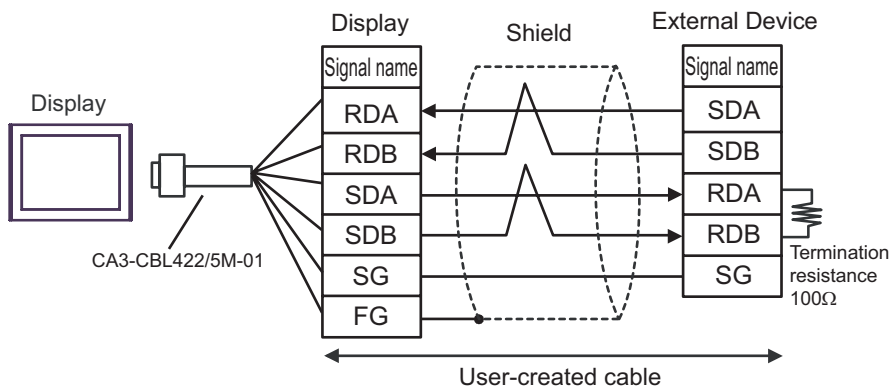 Display
Shield
External Device
Signal name
Signal name
Display
RDA
SDA
RDB
SDB
SDA
RDA
SDB
RDB
CA3-CBL422/5M-01
SG
SG
Termination
resistance
100Ω
FG
User-created cable